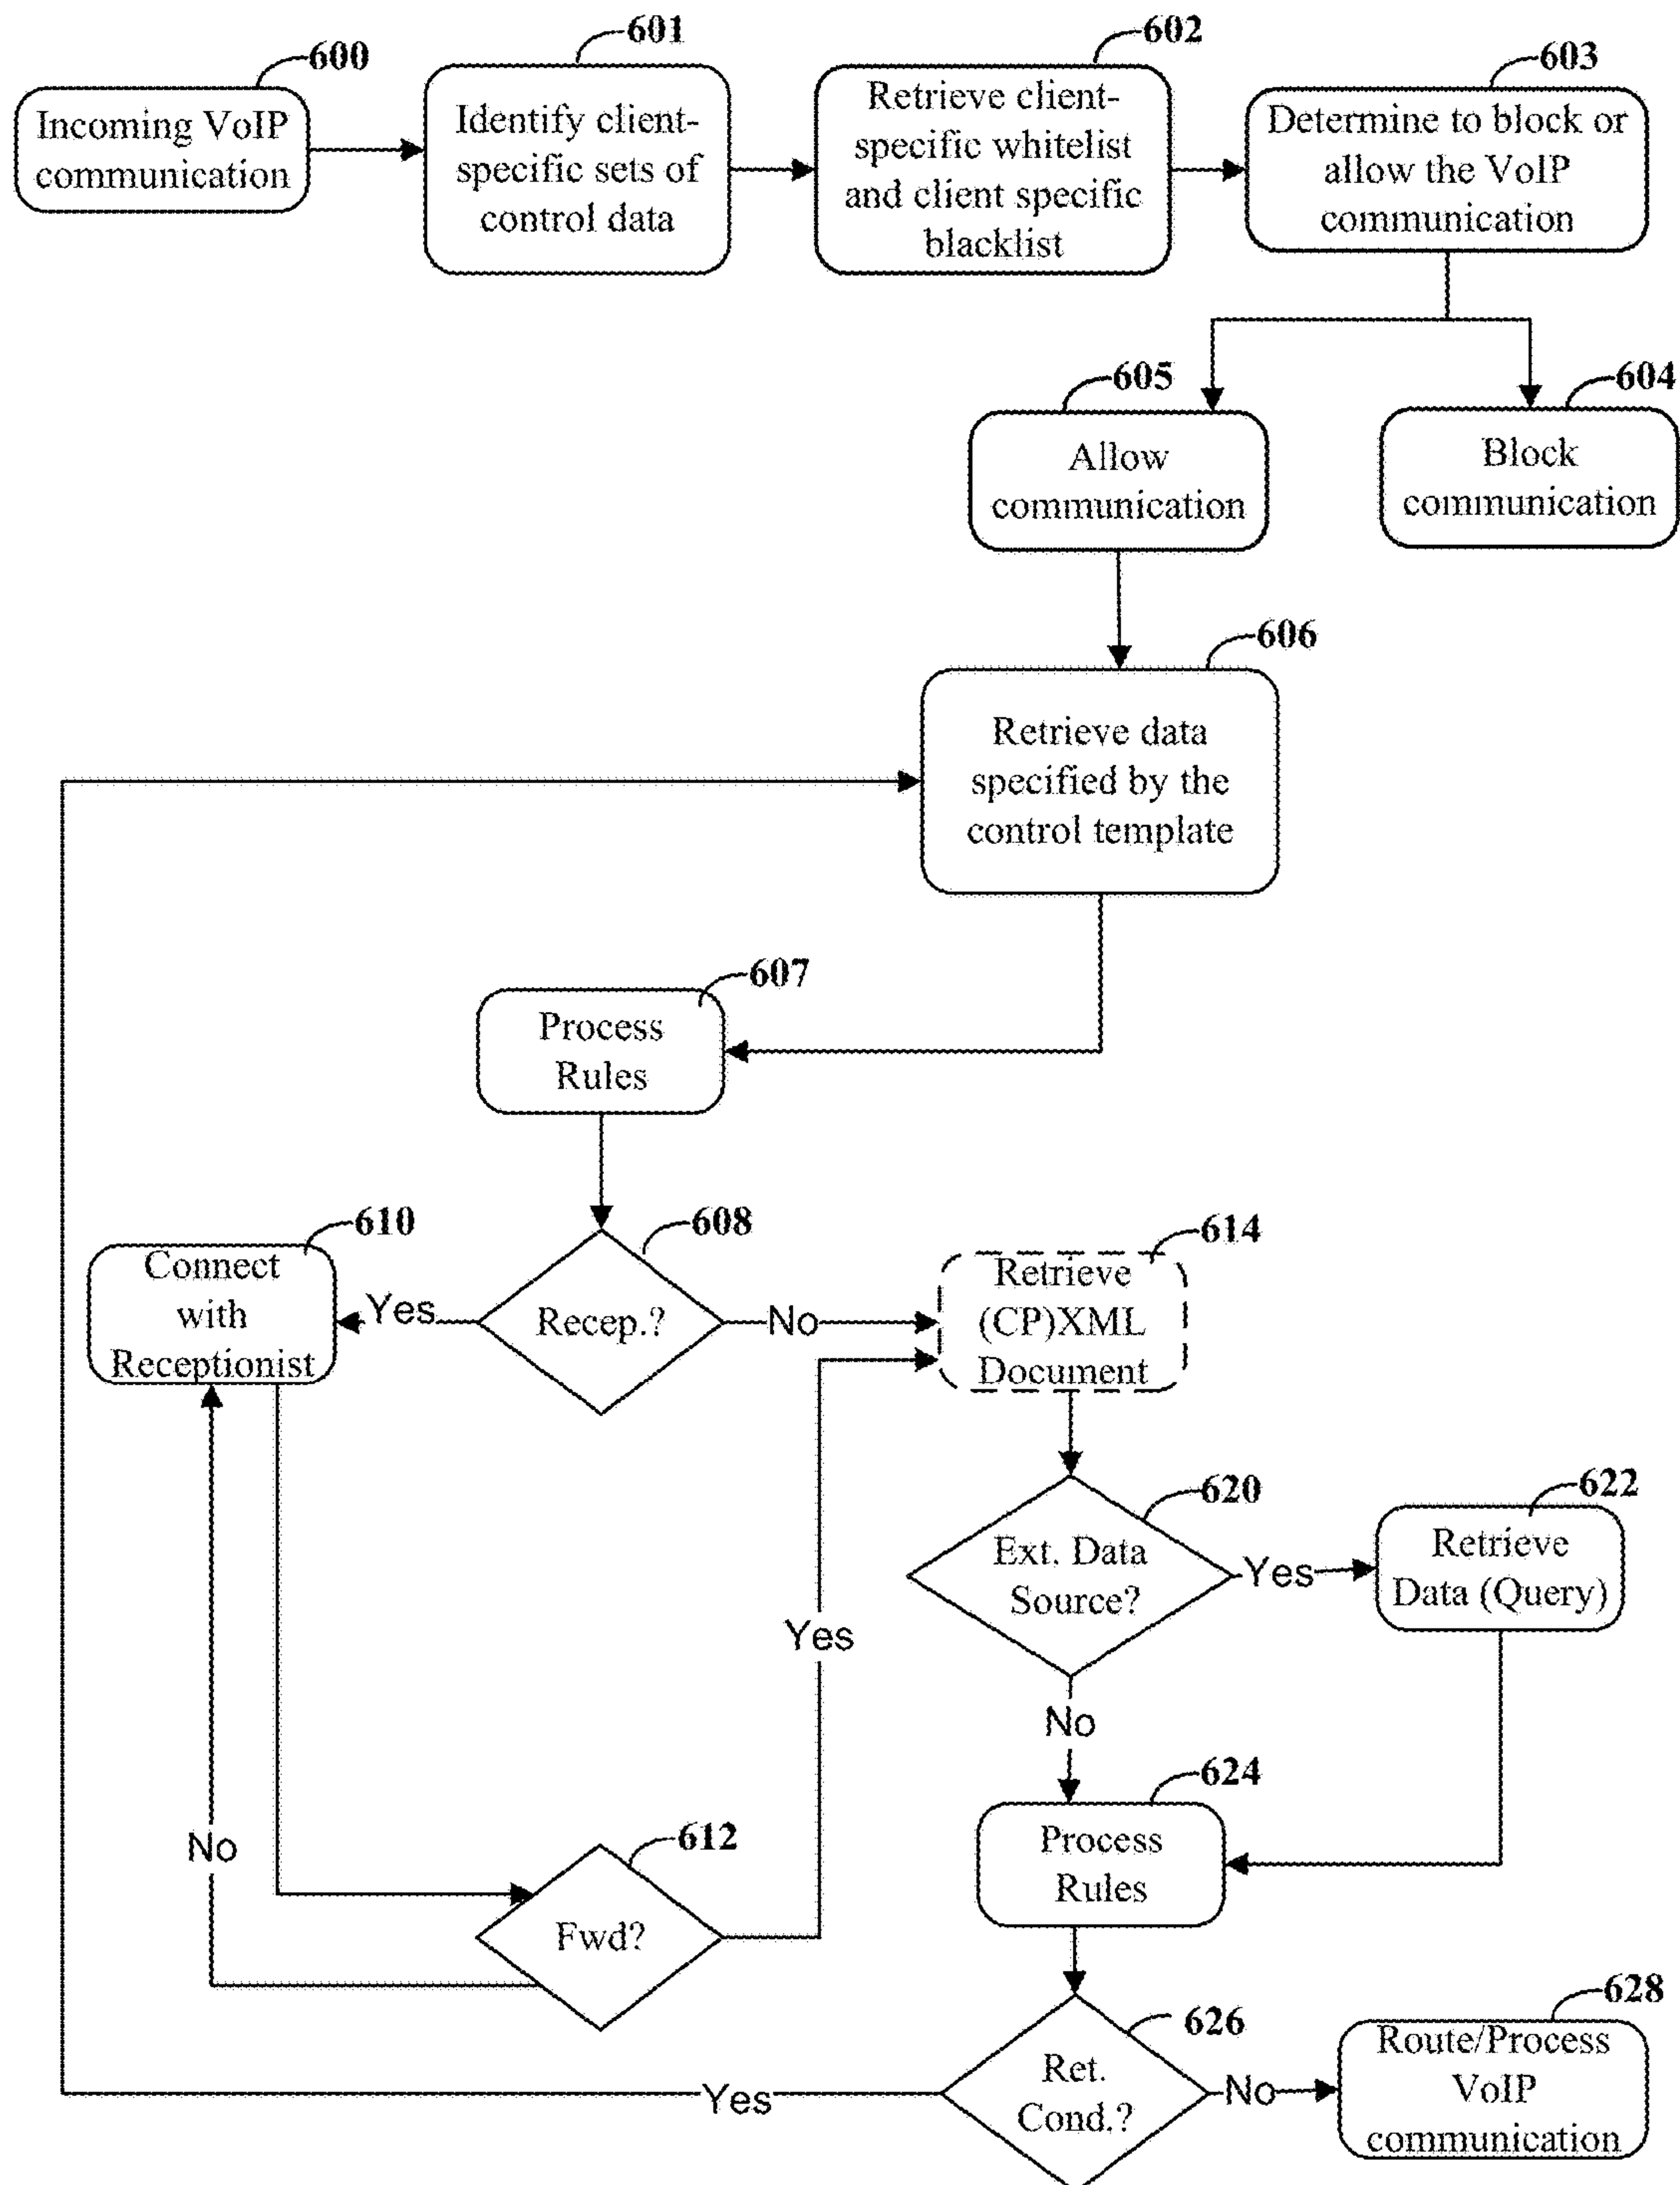 600
Incoming VoIP
communication
601
Identify client-
specific sets of
control data
602
Retrieve client-
specific whitelist
and client specific
blacklist
603
Determine to block or
allow the VoIP
communication
605
Allow
communication
604
Block
communication
606
Retrieve data
specified by the
control template
607
Process
Rules
608
Recep.?
Yes
No
610
Connect
with
Receptionist
614
Retrieve
(CP)XML
Document
620
Ext. Data
Source?
Yes
622
Retrieve
Data (Query)
No
Yes
No
612
Fwd?
624
Process
Rules
626
Ret.
Cond.?
Yes
No
628
Route/Process
VoIP
communication